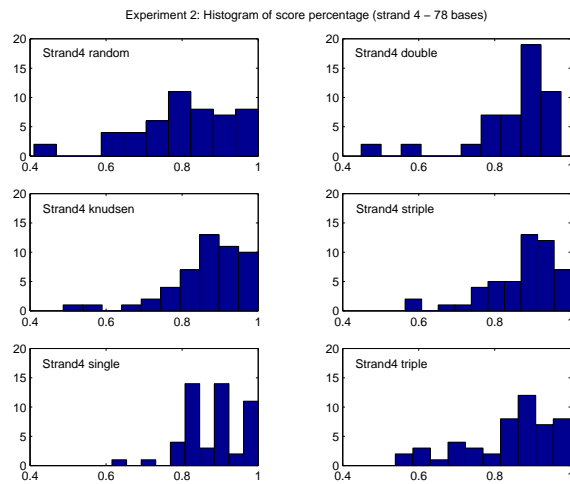 Experiment 2: Histogram of score percentage (strand 4 − 78 bases)
20
15
10
5
0
0.4 0.6 0.8 1
Strand4 random
20
15
10
5
0
0.4 0.6 0.8 1
Strand4 double
20
15
10
5
0
0.4 0.6 0.8 1
Strand4 knudsen
20
15
10
5
0
0.4 0.6 0.8 1
Strand4 striple
20
15
10
5
0
0.4 0.6 0.8 1
Strand4 single
20
15
10
5
0
0.4 0.6 0.8 1
Strand4 triple